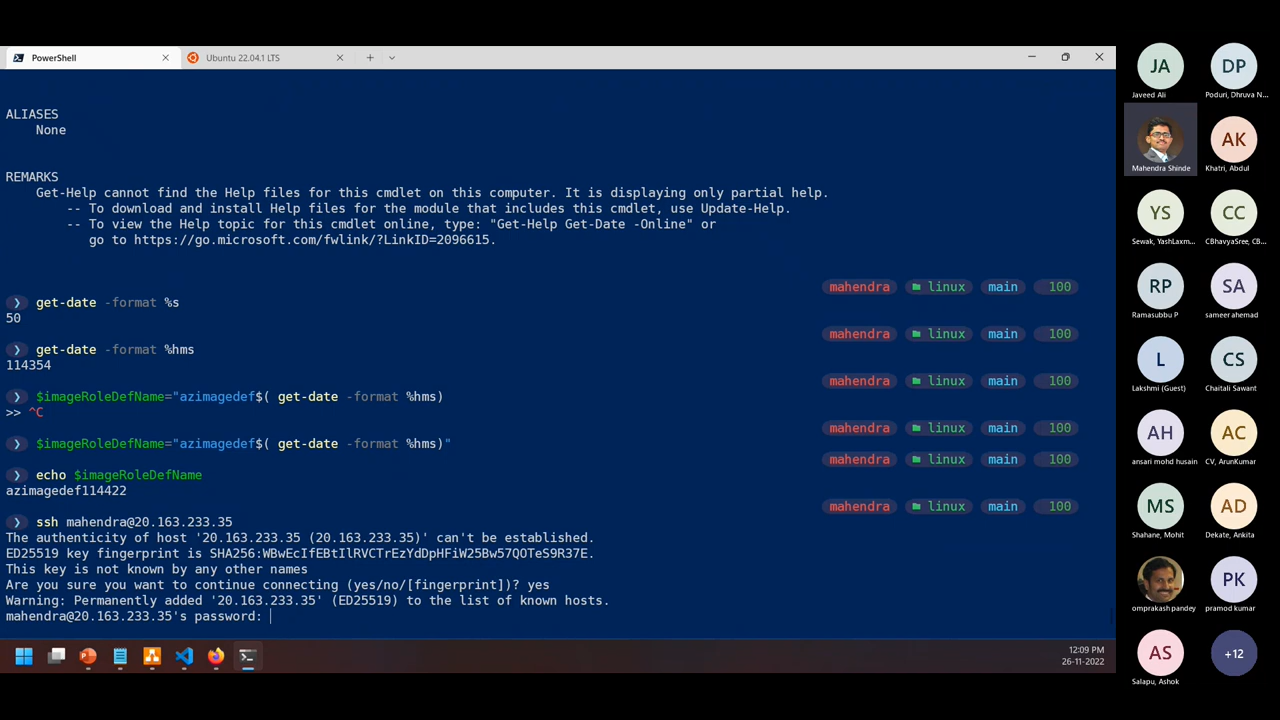 PowerShell
Ubuntu 22.04.1 LTS
ALIASES
None
REMARKS
Get-Help cannot find the Help files for this cmdlet on this computer. It is displaying only partial help.
-- To download and install Help files for the module that includes this cmdlet, use Update-Help.
-- To view the Help topic for this cmdlet online, type: "Get-Help Get-Date -Online" or
go to https://go.microsoft.com/fwlink/?LinkID=2096615.
mahendra linux main 100
❯ get-date -format %s
50
mahendra linux main 100
❯ get-date -format %hms
114354
mahendra linux main 100
❯ $imageRoleDefName="azimagedef$( get-date -format %hms)
>> ^C
mahendra linux main 100
❯ $imageRoleDefName="azimagedef$( get-date -format %hms)"
mahendra linux main 100
❯ echo $imageRoleDefName
azimagedef114422
mahendra linux main 100
❯ ssh mahendra@20.163.233.35
The authenticity of host '20.163.233.35 (20.163.233.35)' can't be established.
ED25519 key fingerprint is SHA256:WBwEcIfEBtIlRVCTrEzYdDpHFiW25Bw57QOTeS9R37E.
This key is not known by any other names
Are you sure you want to continue connecting (yes/no/[fingerprint])? yes
Warning: Permanently added '20.163.233.35' (ED25519) to the list of known hosts.
mahendra@20.163.233.35's password:
12:09 PM
26-11-2022
JA DP
Javeed Ali Poduri, Dhruva N...
AK
Mahendra Shinde Khatri, Abdul
YS CC
Sewak, YashLaxm... CBhavyaSree, CB...
RP SA
Ramasubbu P sameer ahemad
L CS
Lakshmi (Guest) Chaitali Sawant
AH AC
ansari mohd husain CV, ArunKumar
MS AD
Shahane, Mohit Dekate, Ankita
PK
omprakash pandey pramod kumar
AS +12
Salapu, Ashok